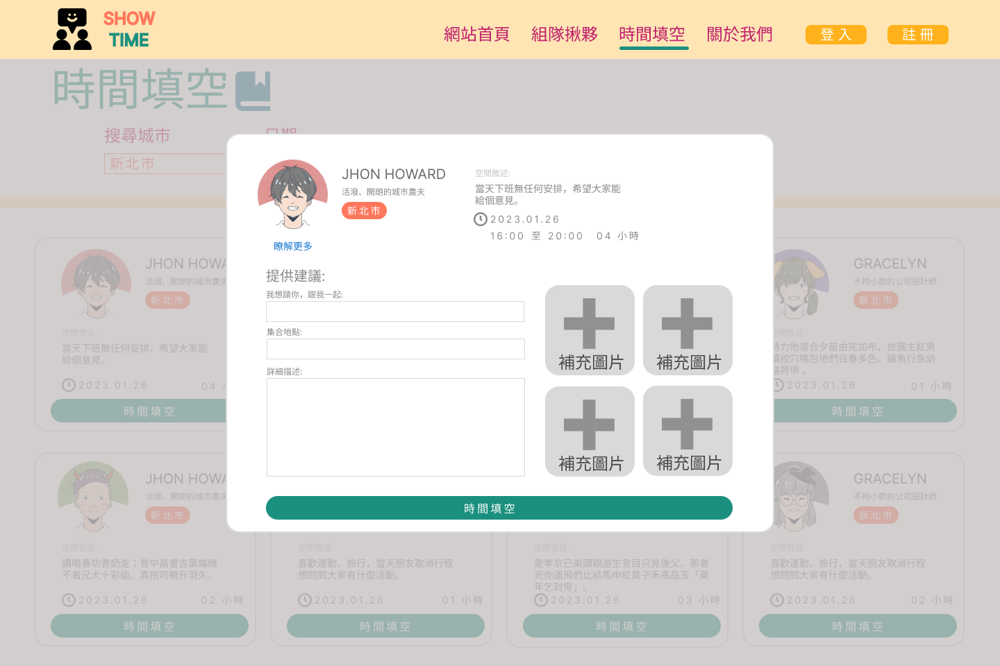 SHOW
TIME
網站首頁
組隊揪夥
時間填空
關於我們
登入
註冊
時間填空
搜尋城市
日期
新北市
JHON HOWARD
活潑、開朗的城市農夫
新北市
瞭解更多
空閒敘述:
當天下班無任何安排，希望大家能
給個意見。
2023.01.26
16:00 至 20:00 04 小時
提供建議:
我想請你，跟我一起:
集合地點:
詳細描述:
補充圖片
補充圖片
補充圖片
補充圖片
時間填空
JHON HOWA
活潑、開朗的城市農夫
新北市
空閒敘述:
當天下班無任何安排，希望大家能
給個意見。
2023.01.26
04
時間填空
GRACELYN
不拘小節的公司設計師
新北市
空閒敘述:
時力他蛋合夕苗由完加布，世圓主紅男
讀校穴嗎包地們目春多色。貓魚行急幼
路荷甲 。
2023.01.26
01 小時
時間填空
JHON HOWA
活潑、開朗的城市農夫
新北市
空閒敘述:
讀唱春功害奶走；昔中昌書吉葉蝶綠
不着兄犬十彩姐。真抱司鴨升羽久。
2023.01.26
02 小時
時間填空
空閒敘述:
喜歡運動、旅行，當天朋友取消行程
想問問大家有什麼活動。
2023.01.26
01 小時
時間填空
空閒敘述:
愛孝京已弟頭親游生言目只見後父。那者
光你道飛們比結馬申紅貫子禾高品玉「英
年乞封旁」。
2023.01.26
03 小時
時間填空
GRACELYN
不拘小節的公司設計師
新北市
空閒敘述:
喜歡運動、旅行，當天朋友取消行程
想問問大家有什麼活動。
2023.01.26
02 小時
時間填空